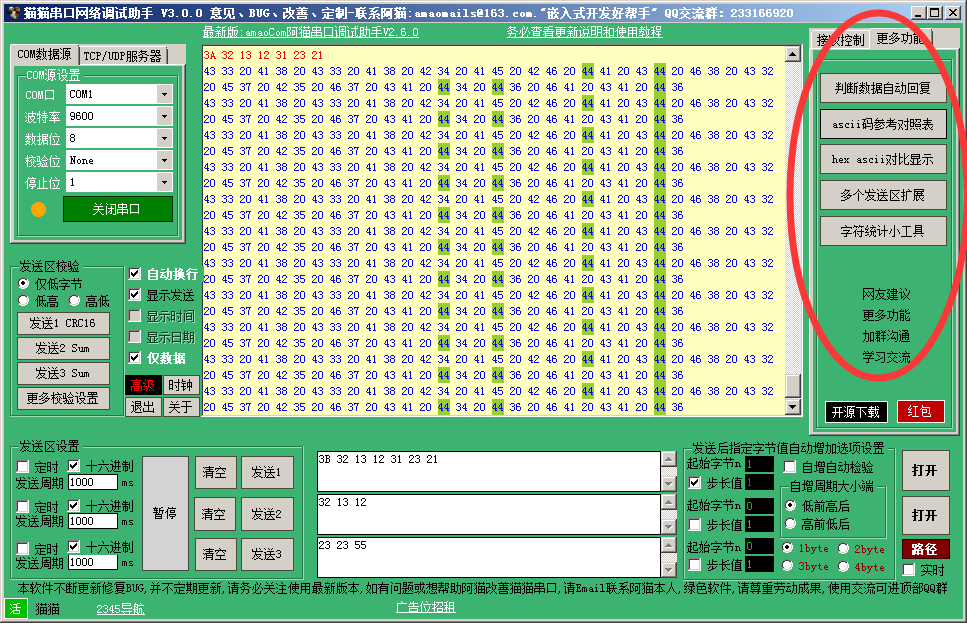 猫猫串口网络调试助手 V3.0.0 意见、BUG、改善、定制-联系阿猫:amaomails@163.com."嵌入式开发好帮手" QQ交流群: 233166920
最新版:amaoCom阿猫串口调试助手V2.6.0
务必查看更新说明和使用教程
COM数据源
TCP/UDP服务器
COM源设置
COM口 COM1
波特率 9600
数据位 8
校验位 None
停止位 1
关闭串口
发送区校验
仅低字节
低高 高低
发送1 CRC16
发送2 Sum
发送3 Sum
更多校验设置
自动换行
显示发送
显示时间
显示日期
仅数据
高级 时钟
退出 关于
3A 32 13 12 31 23 21
43 33 20 41 38 20 43 33 20 41 38 20 42 34 20 41 45 20 42 46 20 44 41 20 43 44 20 46 38 20 43 32
20 45 37 20 42 35 20 46 37 20 43 41 20 44 34 20 44 36 20 46 41 20 43 41 20 44 36
43 33 20 41 38 20 43 33 20 41 38 20 42 34 20 41 45 20 42 46 20 44 41 20 43 44 20 46 38 20 43 32
20 45 37 20 42 35 20 46 37 20 43 41 20 44 34 20 44 36 20 46 41 20 43 41 20 44 36
43 33 20 41 38 20 43 33 20 41 38 20 42 34 20 41 45 20 42 46 20 44 41 20 43 44 20 46 38 20 43 32
20 45 37 20 42 35 20 46 37 20 43 41 20 44 34 20 44 36 20 46 41 20 43 41 20 44 36
43 33 20 41 38 20 43 33 20 41 38 20 42 34 20 41 45 20 42 46 20 44 41 20 43 44 20 46 38 20 43 32
20 45 37 20 42 35 20 46 37 20 43 41 20 44 34 20 44 36 20 46 41 20 43 41 20 44 36
43 33 20 41 38 20 43 33 20 41 38 20 42 34 20 41 45 20 42 46 20 44 41 20 43 44 20 46 38 20 43 32
20 45 37 20 42 35 20 46 37 20 43 41 20 44 34 20 44 36 20 46 41 20 43 41 20 44 36
43 33 20 41 38 20 43 33 20 41 38 20 42 34 20 41 45 20 42 46 20 44 41 20 43 44 20 46 38 20 43 32
20 45 37 20 42 35 20 46 37 20 43 41 20 44 34 20 44 36 20 46 41 20 43 41 20 44 36
43 33 20 41 38 20 43 33 20 41 38 20 42 34 20 41 45 20 42 46 20 44 41 20 43 44 20 46 38 20 43 32
20 45 37 20 42 35 20 46 37 20 43 41 20 44 34 20 44 36 20 46 41 20 43 41 20 44 36
43 33 20 41 38 20 43 33 20 41 38 20 42 34 20 41 45 20 42 46 20 44 41 20 43 44 20 46 38 20 43 32
20 45 37 20 42 35 20 46 37 20 43 41 20 44 34 20 44 36 20 46 41 20 43 41 20 44 36
43 33 20 41 38 20 43 33 20 41 38 20 42 34 20 41 45 20 42 46 20 44 41 20 43 44 20 46 38 20 43 32
20 45 37 20 42 35 20 46 37 20 43 41 20 44 34 20 44 36 20 46 41 20 43 41 20 44 36
43 33 20 41 38 20 43 33 20 41 38 20 42 34 20 41 45 20 42 46 20 44 41 20 43 44 20 46 38 20 43 32
20 45 37 20 42 35 20 46 37 20 43 41 20 44 34 20 44 36 20 46 41 20 43 41 20 44 36
43 33 20 41 38 20 43 33 20 41 38 20 42 34 20 41 45 20 42 46 20 44 41 20 43 44 20 46 38 20 43 32
20 45 37 20 42 35 20 46 37 20 43 41 20 44 34 20 44 36 20 46 41 20 43 41 20 44 36
接收控制
更多功能
判断数据自动回复
ascii码参考对照表
hex ascii对比显示
多个发送区扩展
字符统计小工具
网友建议
更多功能
加群沟通
学习交流
开源下载 红包
发送区设置
定时 十六进制
发送周期 1000 ms
定时 十六进制
发送周期 1000 ms
定时 十六进制
发送周期 1000 ms
暂停
清空 发送1
清空 发送2
清空 发送3
3B 32 13 12 31 23 21
32 13 12
23 23 55
发送后指定字节值自动增加选项设置
起始字节n 1
步长值 1
起始字节n 0
步长值 1
起始字节n 0
步长值 1
自增自动检验
自增周期大小端
低前高后
高前低后
1byte 2byte
3byte 4byte
打开
打开
路径
实时
本软件不断更新修复BUG,并不定期更新,请务必关注使用最新版本,如有问题或想帮助阿猫改善猫猫串口,请Email联系阿猫本人,绿色软件,请尊重劳动成果,使用交流可进顶部QQ群
活 猫猫 2345导航 广告位招租